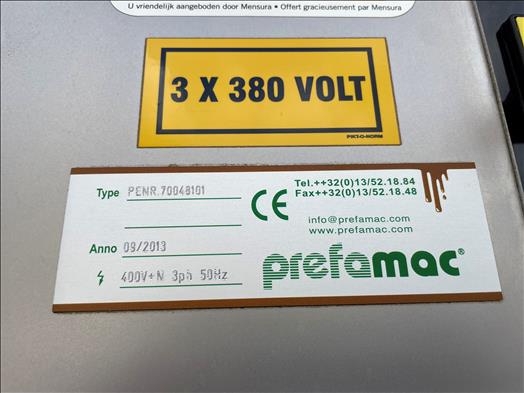 U vriendelijk aangeboden door Mensura • Offert gracieusement par Mensura
3 X 380 VOLT
PIKT-O-NORM
Type PENR.70048101
Tel.++32(0)13/52.18.84
Fax++32(0)13/52.18.48
CE
info@prefamac.com
www.prefamac.com
Anno 09/2013
400V+N 3ph 50Hz
prefamac®